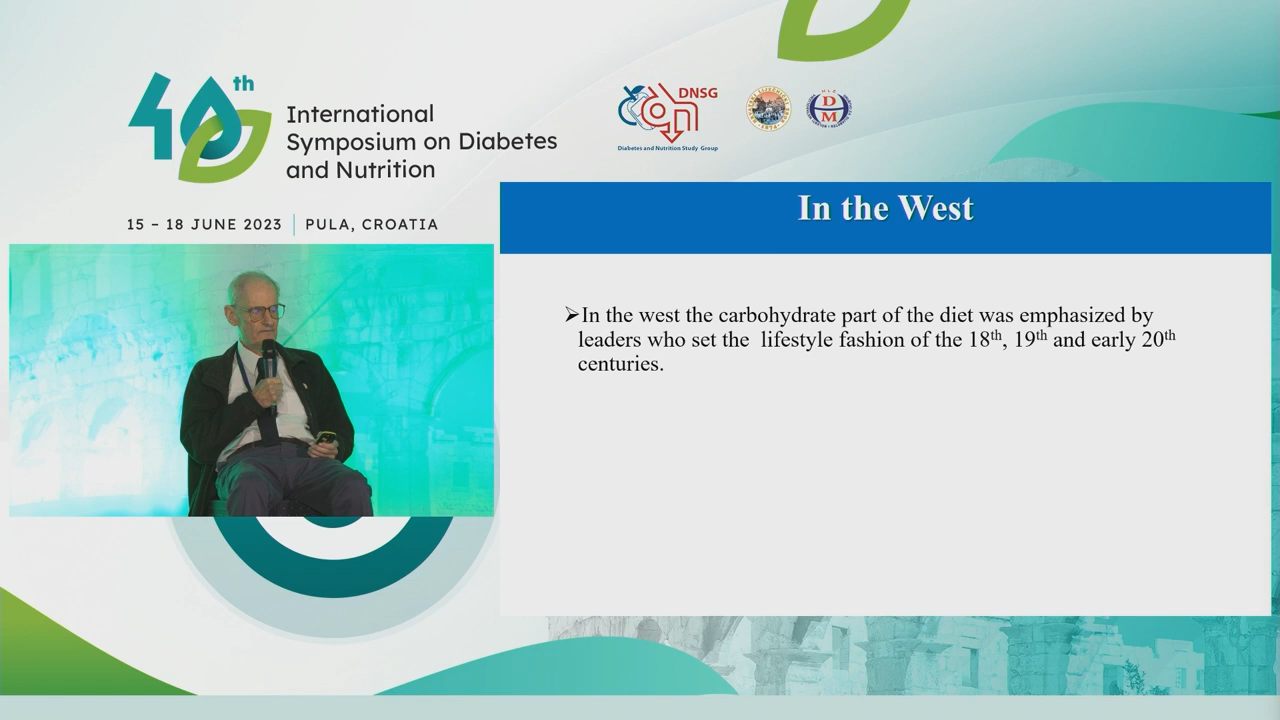 40th
International
Symposium on Diabetes
and Nutrition
15 – 18 JUNE 2023 | PULA, CROATIA
DNSG
Diabetes and Nutrition Study Group
DM
In the West
➢In the west the carbohydrate part of the diet was emphasized by
leaders who set the  lifestyle fashion of the 18th, 19th and early 20th
centuries.